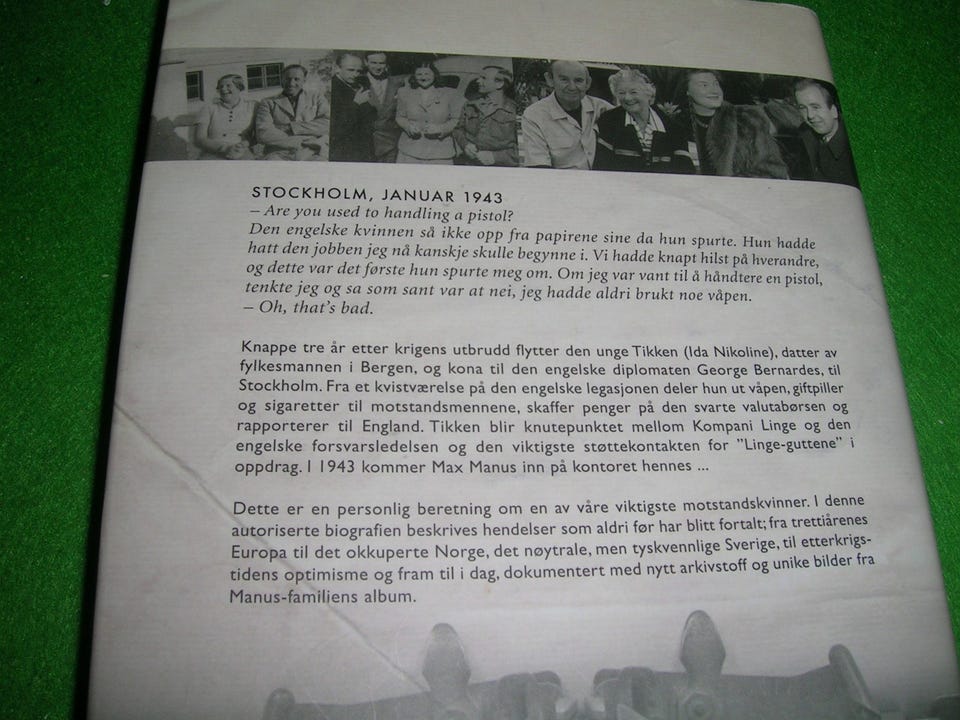 STOCKHOLM, JANUAR 1943
– Are you used to handling a pistol?
Den engelske kvinnen så ikke opp fra papirene sine da hun spurte. Hun hadde
hatt den jobben jeg nå kanskje skulle begynne i. Vi hadde knapt hilst på hverandre,
og dette var det første hun spurte meg om. Om jeg var vant til å håndtere en pistol,
tenkte jeg og sa som sant var at nei, jeg hadde aldri brukt noe våpen.
– Oh, that's bad.
Knappe tre år etter krigens utbrudd flytter den unge Tikken (Ida Nikoline), datter av
fylkesmannen i Bergen, og kona til den engelske diplomaten George Bernardes, til
Stockholm. Fra et kvistværelse på den engelske legasjonen deler hun ut våpen, giftpiller
og sigaretter til motstandsmennene, skaffer penger på den svarte valutabørsen og
rapporterer til England. Tikken blir knutepunktet mellom Kompani Linge og den
engelske forsvarsledelsen og den viktigste støttekontakten for ”Linge-guttene” i
oppdrag. I 1943 kommer Max Manus inn på kontoret hennes ...
Dette er en personlig beretning om en av våre viktigste motstandskvinner. I denne
autoriserte biografien beskrives hendelser som aldri før har blitt fortalt; fra trettiårenes
Europa til det okkuperte Norge, det nøytrale, men tyskvennlige Sverige, til etterkrigs-
tidens optimisme og fram til i dag, dokumentert med nytt arkivstoff og unike bilder fra
Manus-familiens album.